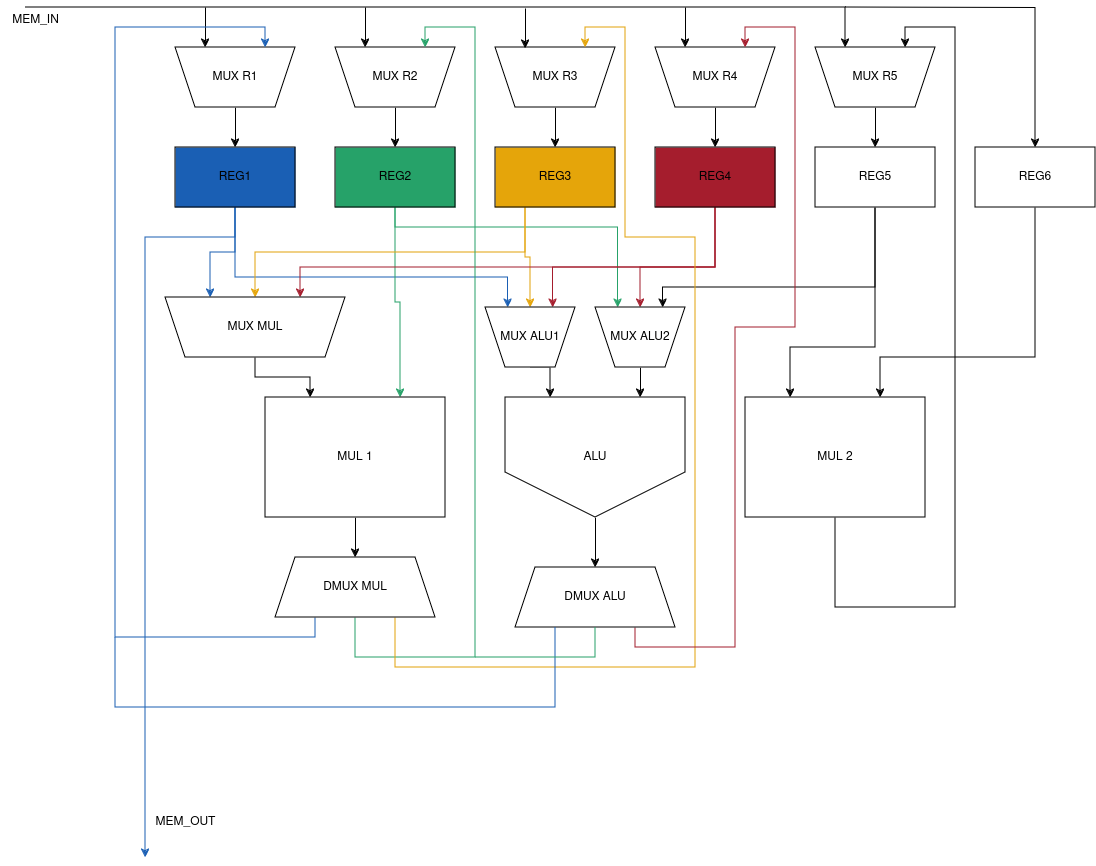 MEM_IN
MUX R1
MUX R2
MUX R3
MUX R4
MUX R5
REG1
REG2
REG3
REG4
REG5
REG6
MUX MUL
MUX ALU1
MUX ALU2
MUL 1
ALU
MUL 2
DMUX MUL
DMUX ALU
MEM_OUT